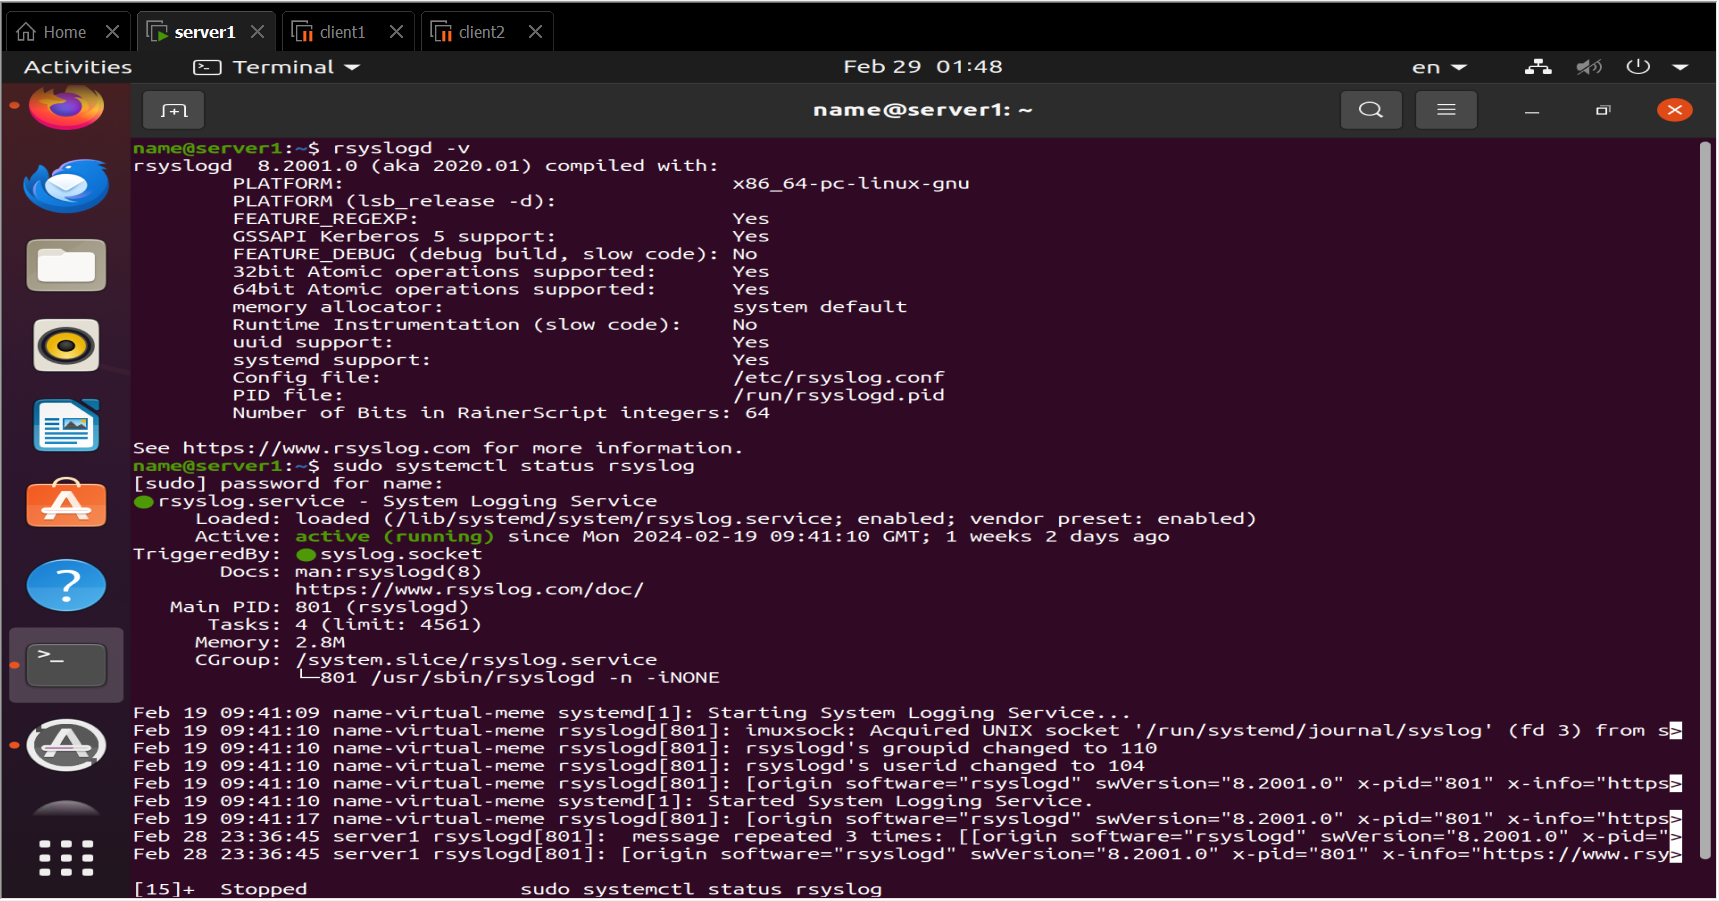 Home
server1
client1
client2
Activities
Terminal
Feb 29 01:48
en
name@server1: ~
name@server1:~$ rsyslogd -v
rsyslogd  8.2001.0 (aka 2020.01) compiled with:
PLATFORM: x86_64-pc-linux-gnu
PLATFORM (lsb_release -d):
FEATURE_REGEXP: Yes
GSSAPI Kerberos 5 support: Yes
FEATURE_DEBUG (debug build, slow code): No
32bit Atomic operations supported: Yes
64bit Atomic operations supported: Yes
memory allocator: system default
Runtime Instrumentation (slow code): No
uuid support: Yes
systemd support: Yes
Config file: /etc/rsyslog.conf
PID file: /run/rsyslogd.pid
Number of Bits in RainerScript integers: 64
See https://www.rsyslog.com for more information.
name@server1:~$ sudo systemctl status rsyslog
[sudo] password for name:
rsyslog.service - System Logging Service
Loaded: loaded (/lib/systemd/system/rsyslog.service; enabled; vendor preset: enabled)
Active: active (running) since Mon 2024-02-19 09:41:10 GMT; 1 weeks 2 days ago
TriggeredBy: syslog.socket
Docs: man:rsyslogd(8)
https://www.rsyslog.com/doc/
Main PID: 801 (rsyslogd)
Tasks: 4 (limit: 4561)
Memory: 2.8M
CGroup: /system.slice/rsyslog.service
└─801 /usr/sbin/rsyslogd -n -iNONE
Feb 19 09:41:09 name-virtual-meme systemd[1]: Starting System Logging Service...
Feb 19 09:41:10 name-virtual-meme rsyslogd[801]: imuxsock: Acquired UNIX socket '/run/systemd/journal/syslog' (fd 3) from s>
Feb 19 09:41:10 name-virtual-meme rsyslogd[801]: rsyslogd's groupid changed to 110
Feb 19 09:41:10 name-virtual-meme rsyslogd[801]: rsyslogd's userid changed to 104
Feb 19 09:41:10 name-virtual-meme rsyslogd[801]: [origin software="rsyslogd" swVersion="8.2001.0" x-pid="801" x-info="https>
Feb 19 09:41:10 name-virtual-meme systemd[1]: Started System Logging Service.
Feb 19 09:41:17 name-virtual-meme rsyslogd[801]: [origin software="rsyslogd" swVersion="8.2001.0" x-pid="801" x-info="https>
Feb 28 23:36:45 server1 rsyslogd[801]:  message repeated 3 times: [[origin software="rsyslogd" swVersion="8.2001.0" x-pid=">
Feb 28 23:36:45 server1 rsyslogd[801]: [origin software="rsyslogd" swVersion="8.2001.0" x-pid="801" x-info="https://www.rsy>
[15]+  Stopped                 sudo systemctl status rsyslog